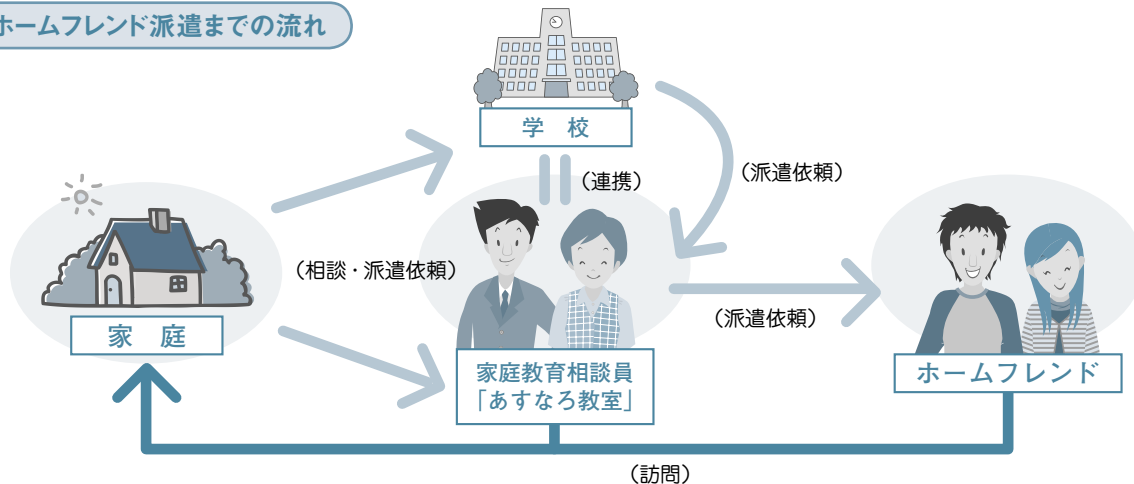 ホームフレンド派遣までの流れ
学 校
（連携）
（派遣依頼）
（相談・派遣依頼）
（派遣依頼）
家 庭
家庭教育相談員
「あすなろ教室」
ホームフレンド
（訪問）